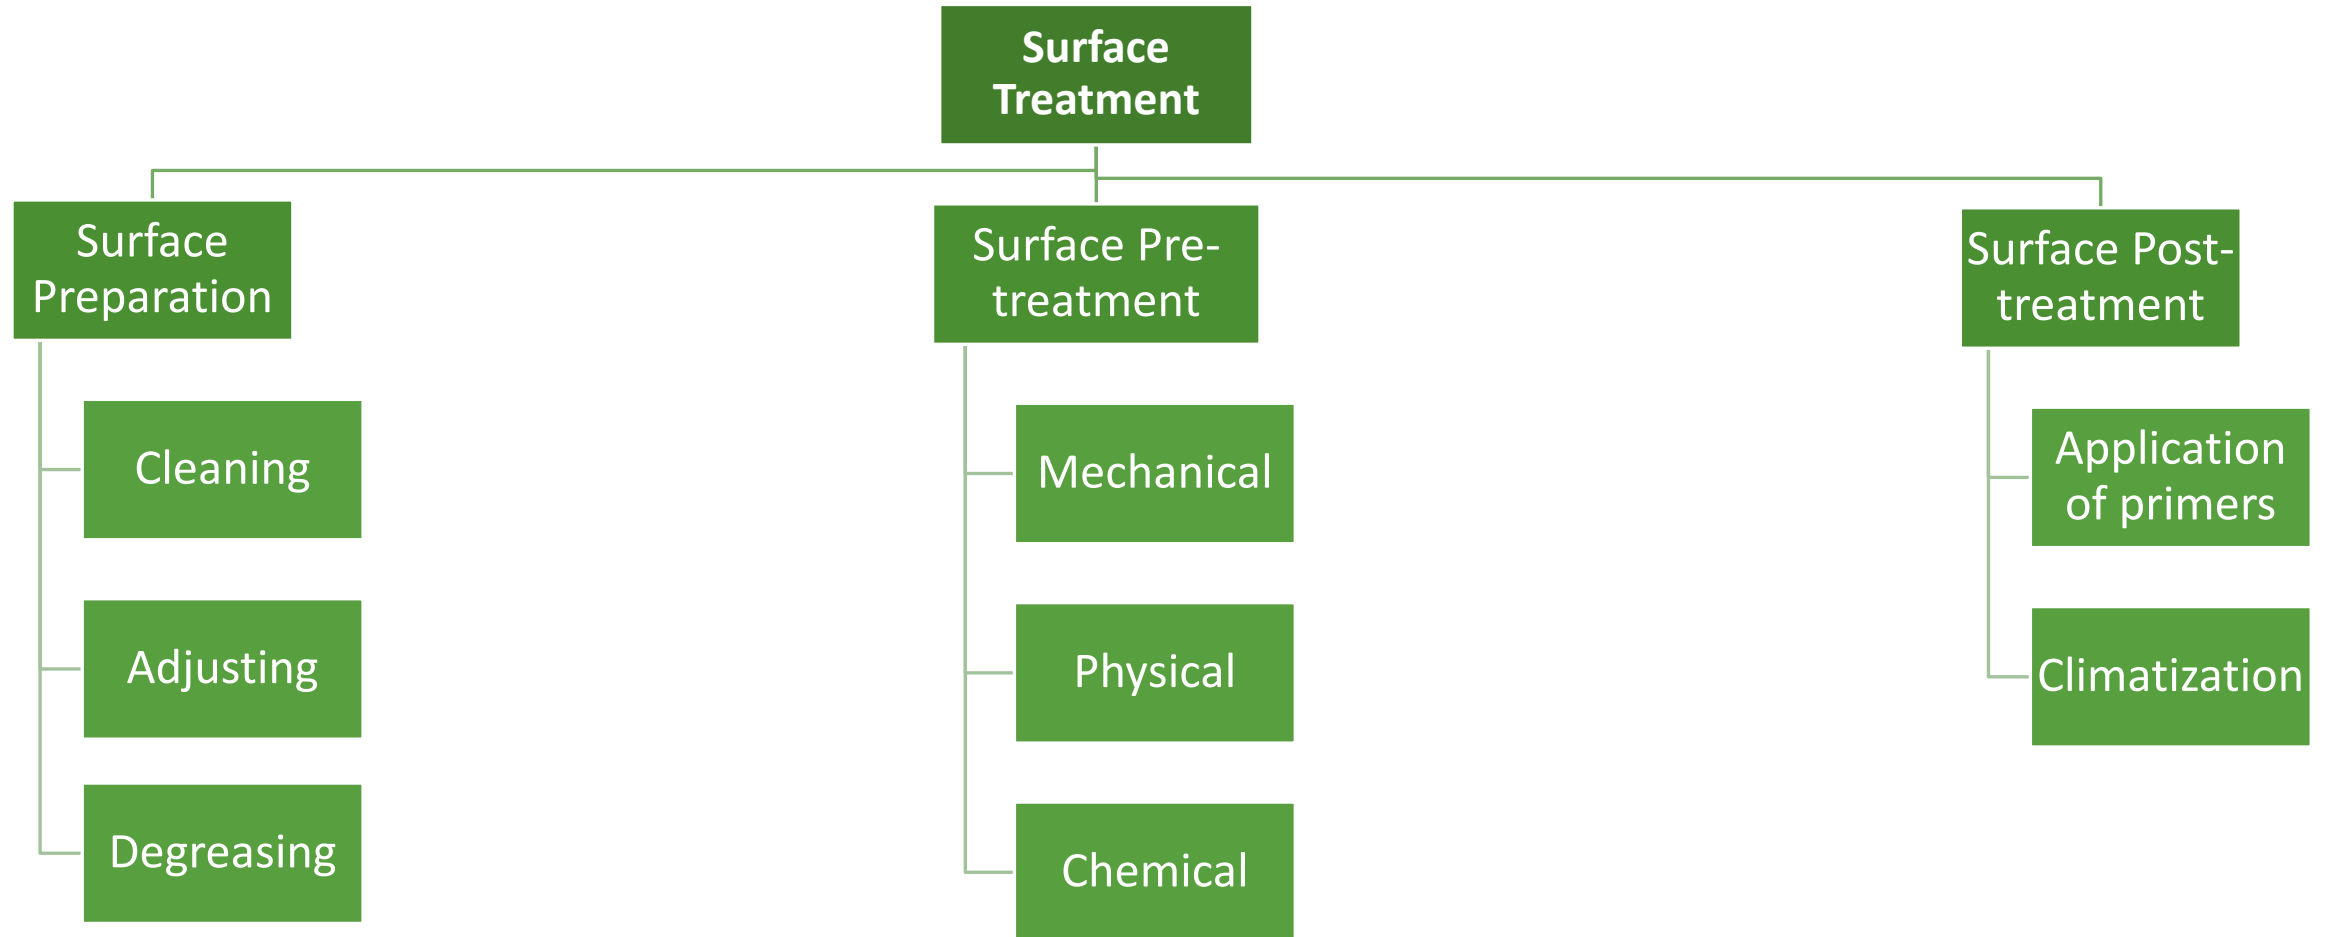 Surface
Treatment
Surface
Preparation
Cleaning
Adjusting
Degreasing
Surface Pre-
treatment
Mechanical
Physical
Chemical
Surface Post-
treatment
Application
of primers
Climatization